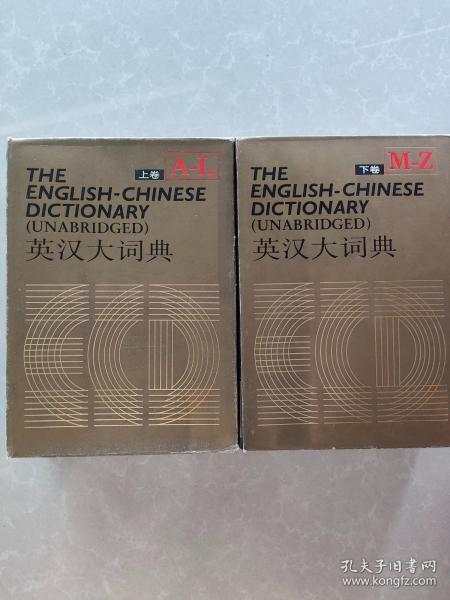 上卷
A-L
THE
ENGLISH-CHINESE
DICTIONARY
(UNABRIDGED)
英汉大词典
下卷
M-Z
THE
ENGLISH-CHINESE
DICTIONARY
(UNABRIDGED)
英汉大词典
孔夫子旧书网
www.kongfz.com